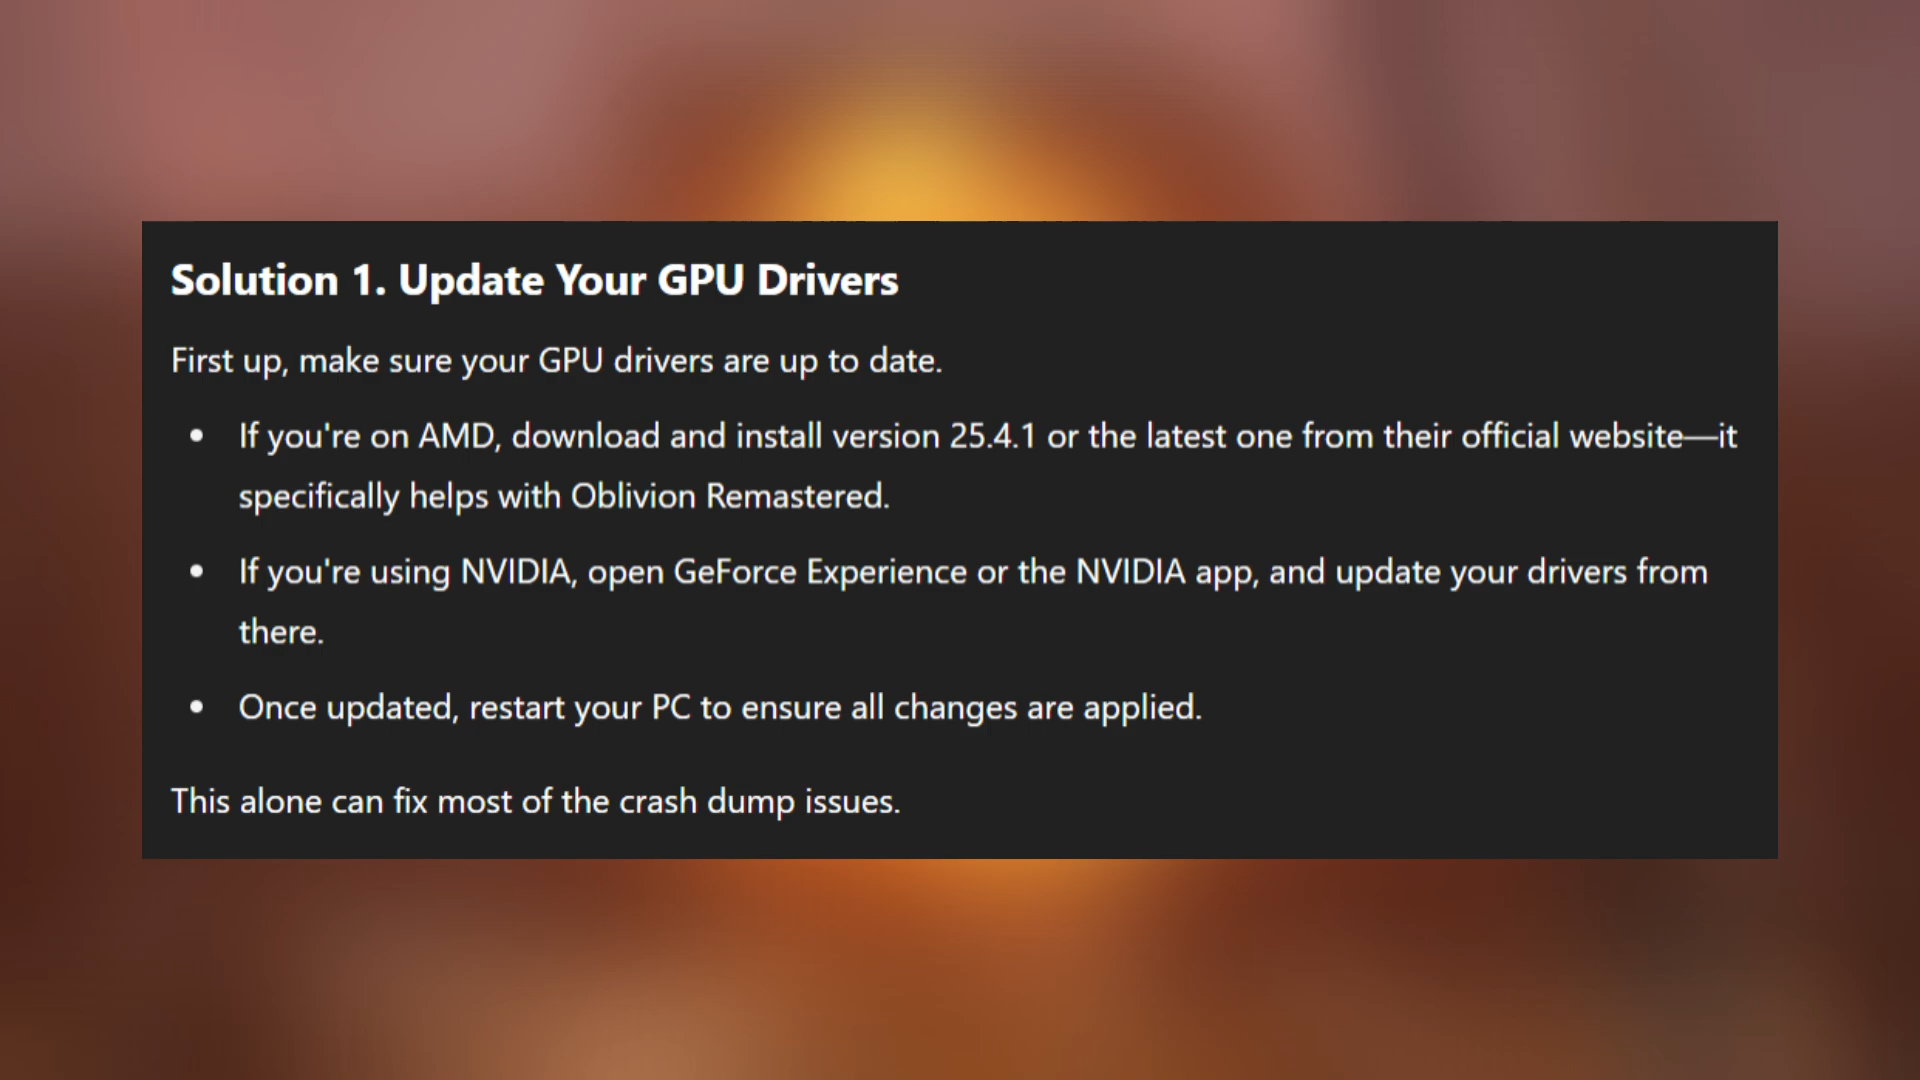 Solution 1. Update Your GPU Drivers
First up, make sure your GPU drivers are up to date.
• If you're on AMD, download and install version 25.4.1 or the latest one from their official website—it
specifically helps with Oblivion Remastered.
• If you're using NVIDIA, open GeForce Experience or the NVIDIA app, and update your drivers from
there.
• Once updated, restart your PC to ensure all changes are applied.
This alone can fix most of the crash dump issues.